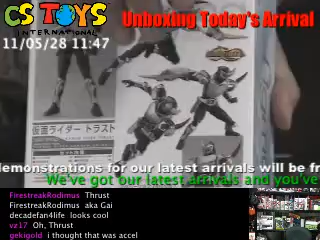 CS TOYS
INTERNATIONAL
Unboxing Today's Arrival
11/05/28 11:47
仮面ライダー トラスト
demonstrations for our latest arrivals will be fr
We've got our latest arrivals and you've
FirestreakRodimus Thrust
FirestreakRodimus aka Gai
decadefan4life looks cool
vz17 Oh, Thrust
gekigold i thought that was accel